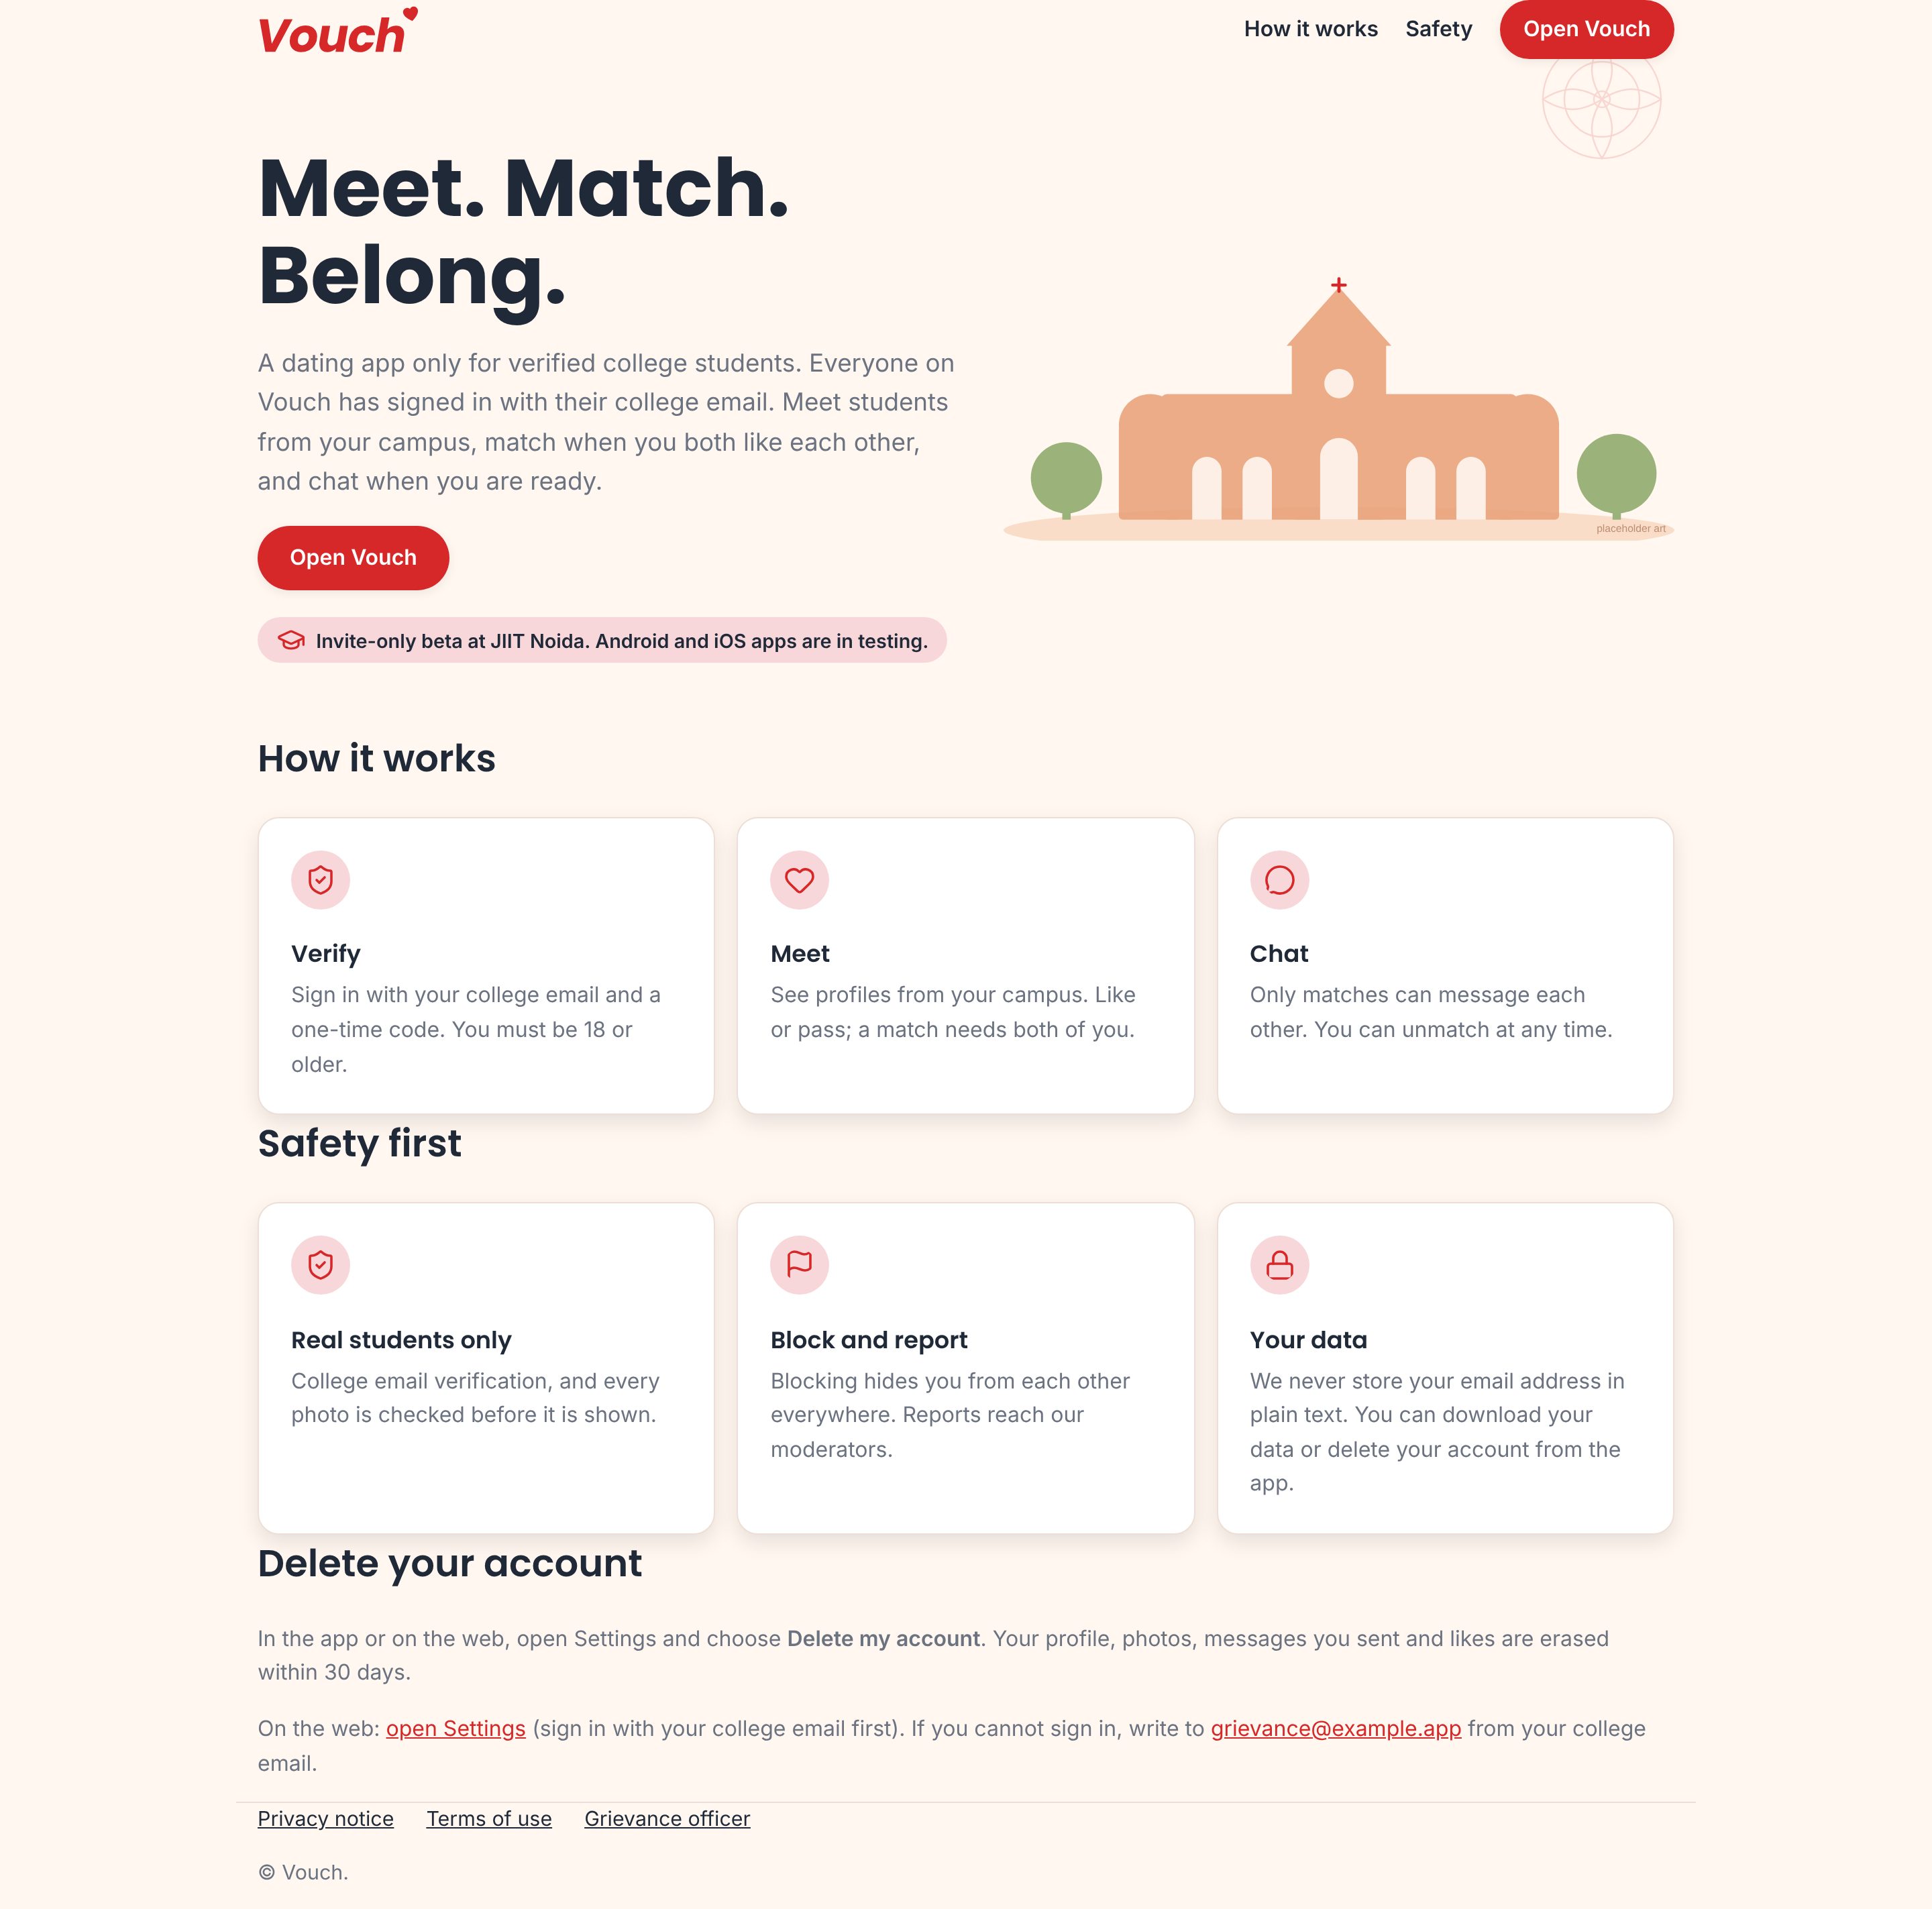 Vouch
How it works
Safety
Open Vouch
Meet. Match.
Belong.
A dating app only for verified college students. Everyone on
Vouch has signed in with their college email. Meet students
from your campus, match when you both like each other,
and chat when you are ready.
placeholder art
Open Vouch
Invite-only beta at JIIT Noida. Android and iOS apps are in testing.
How it works
Verify
Sign in with your college email and a
one-time code. You must be 18 or
older.
Meet
See profiles from your campus. Like
or pass; a match needs both of you.
Chat
Only matches can message each
other. You can unmatch at any time.
Safety first
Real students only
College email verification, and every
photo is checked before it is shown.
Block and report
Blocking hides you from each other
everywhere. Reports reach our
moderators.
Your data
We never store your email address in
plain text. You can download your
data or delete your account from the
app.
Delete your account
In the app or on the web, open Settings and choose Delete my account. Your profile, photos, messages you sent and likes are erased
within 30 days.
On the web: open Settings (sign in with your college email first). If you cannot sign in, write to grievance@example.app from your college
email.
Privacy notice
Terms of use
Grievance officer
© Vouch.